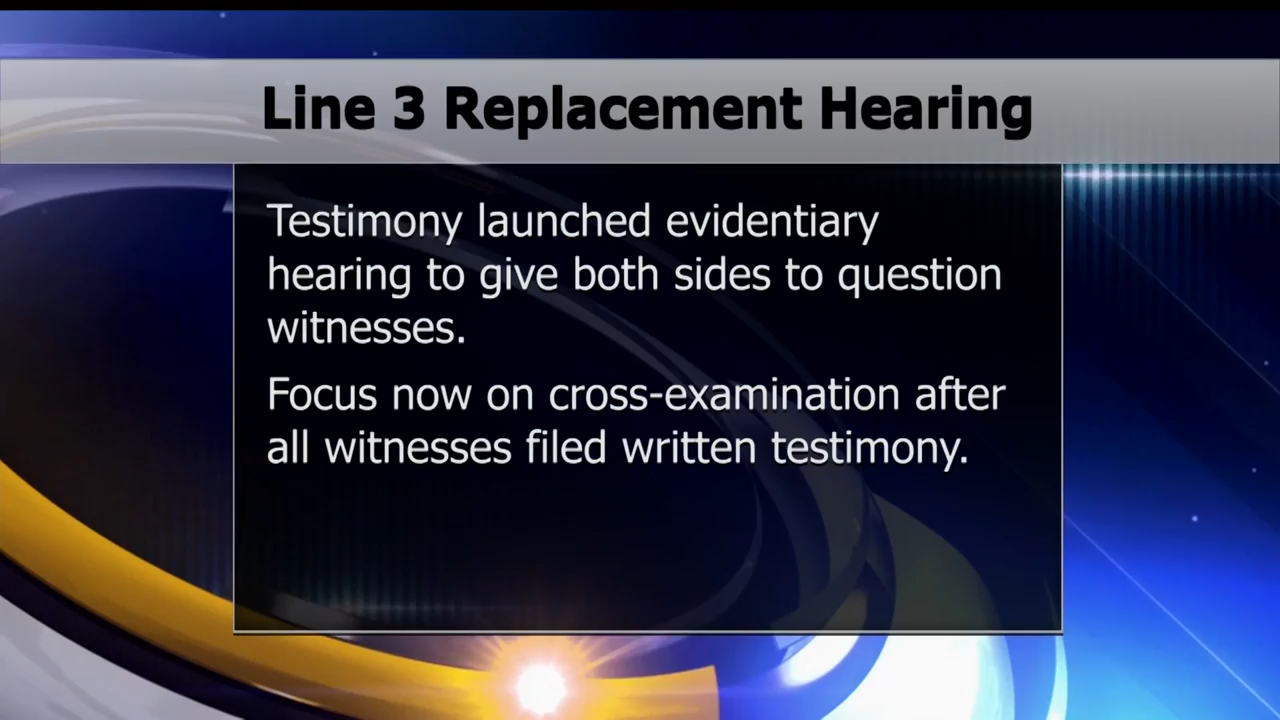 Line 3 Replacement Hearing
Testimony launched evidentiary
hearing to give both sides to question
witnesses.
Focus now on cross-examination after
all witnesses filed written testimony.